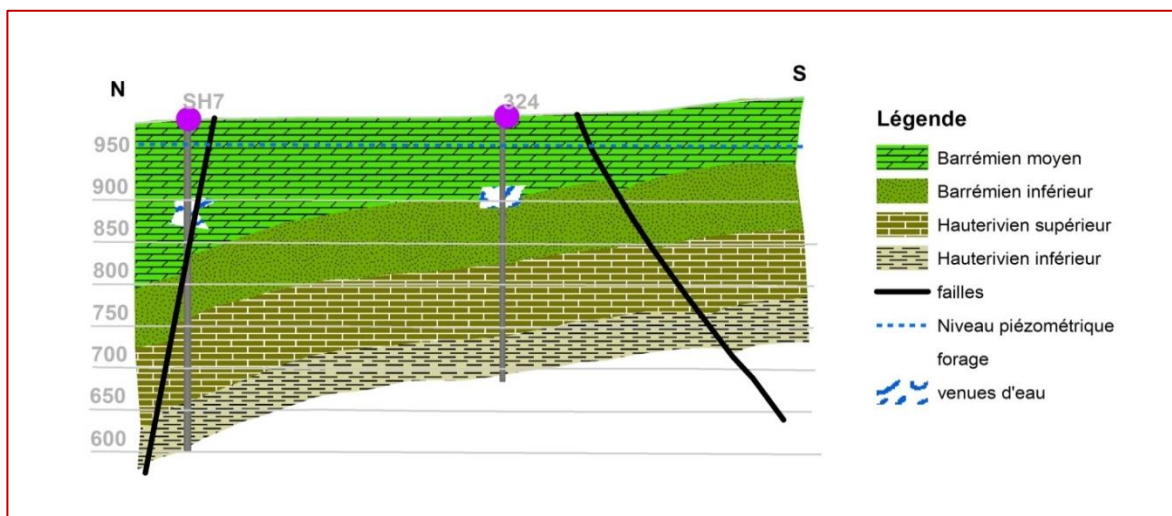 N
S
SH7
324
950
900
850
800
750
700
650
600
Légende
Barrémien moyen
Barrémien inférieur
Hauterivien supérieur
Hauterivien inférieur
failles
Niveau piézométrique
forage
venues d'eau